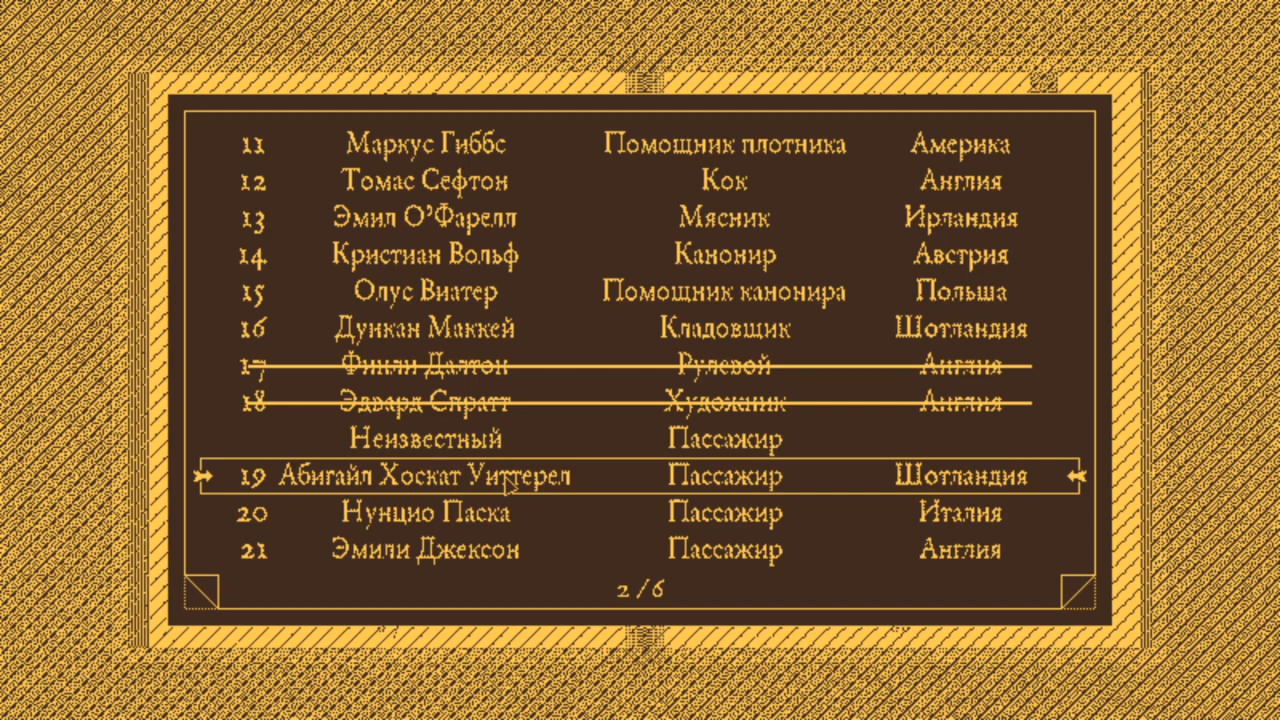 11 Маркус Гиббс Помощник плотника Америка
12 Томас Сефтон Кок Англия
13 Эмил О'Фарелл Мясник Ирландия
14 Кристиан Вольф Канонир Австрия
15 Олус Виатер Помощник канонира Польша
16 Дункан Маккей Кладовщик Шотландия
17 Финли Далтон Рулевой Англия
18 Эдвард Спратт Художник Англия
Неизвестный Пассажир
19 Абигайл Хоскат Уиттерел Пассажир Шотландия
20 Нунцио Паска Пассажир Италия
21 Эмили Джексон Пассажир Англия
2/6